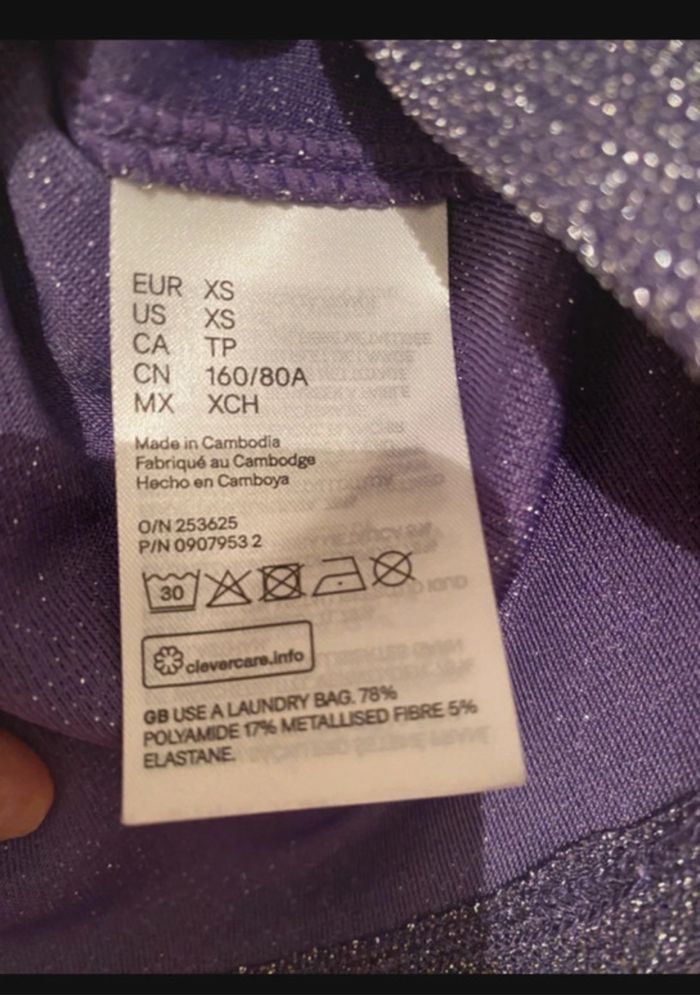 EUR XS
US XS
CA TP
CN 160/80A
MX XCH
Made in Cambodia
Fabriqué au Cambodge
Hecho en Camboya
O/N 253625
P/N 0907953 2
30
clevercare.info
GB USE A LAUNDRY BAG. 78%
POLYAMIDE 17% METALLISED FIBRE 5%
ELASTANE.